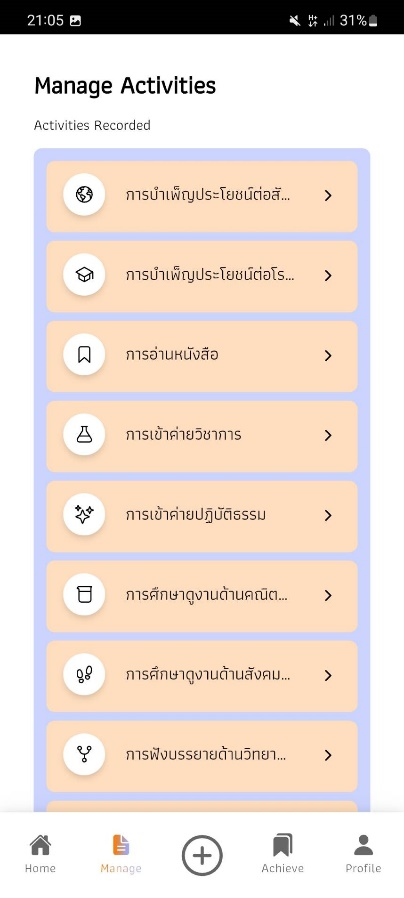 21:05
31%
Manage Activities
Activities Recorded
การบำเพ็ญประโยชน์ต่อสั...
การบำเพ็ญประโยชน์ต่อโร...
การอ่านหนังสือ
การเข้าค่ายวิชาการ
การเข้าค่ายปฏิบัติธรรม
การศึกษาดูงานด้านคณิต...
การศึกษาดูงานด้านสังคม...
การฟังบรรยายด้านวิทยา...
Home
Manage
Achieve
Profile